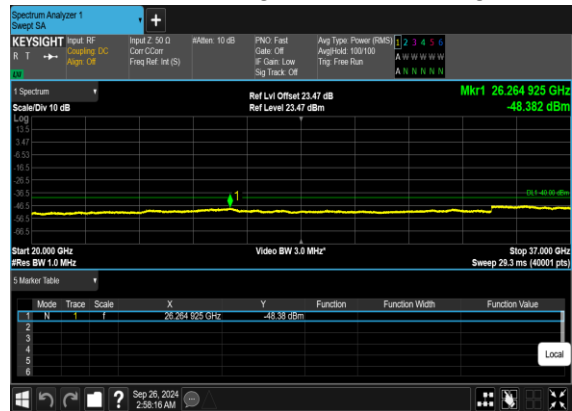 Spectrum Analyzer 1
Swept SA
KEYSIGHT Input: RF Input Z: 50 Ω #Atten: 10 dB PNO: Fast Avg Type: Power (RMS) 1 2 3 4 5 6
R T Coupling: DC Corr CCorr Gate: Off Avg|Hold: 100/100 A W W W W W
Align: Off Freq Ref: Int (S) IF Gain: Low Trig: Free Run
Sig Track: Off A N N N N N
1 Spectrum Ref Lvl Offset 23.47 dB Mkr1 26.264 925 GHz
Scale/Div 10 dB Ref Level 23.47 dBm -48.382 dBm
Log
13.5
3.47
-6.53
-16.5
-26.5
-36.5 1 DL1 -40.00 dBm
-46.5
-56.5
-66.5
Start 20.000 GHz Video BW 3.0 MHz* Stop 37.000 GHz
#Res BW 1.0 MHz Sweep 29.3 ms (40001 pts)
5 Marker Table
Mode Trace Scale X Y Function Function Width Function Value
1 N 1 f 26.264 925 GHz -48.38 dBm
2
3
4
5
6
Local
? Sep 26, 2024
2:58:16 AM